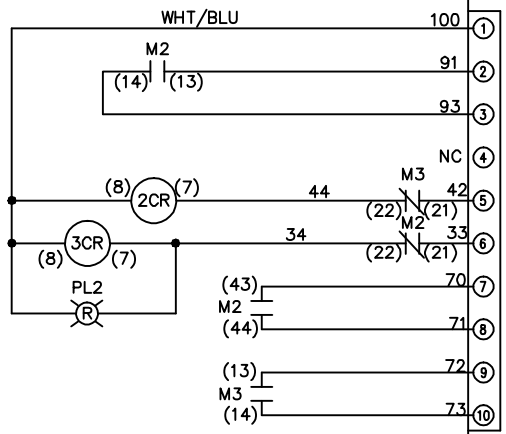 WHT/BLU 100 1
M2 91 2
(14) (13)
93 3
NC 4
M3
(8) 2CR (7) 44 42 5
(22) (21)
M2
3CR 34 33 6
(8) (7) (22) (21)
PL2 (43) 70 7
R M2
(44) 71 8
(13) 72 9
M3
(14) 73 10